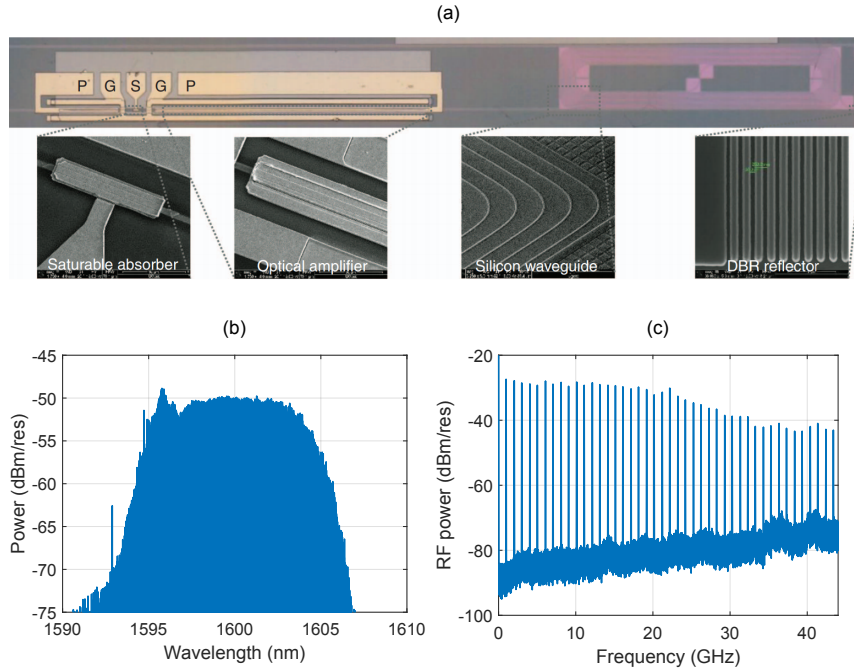 (a)
P G S G P
Saturable absorber
Optical amplifier
Silicon waveguide
DBR reflector
(b)
-45
-50
-55
-60
-65
-70
-75
Power (dBm/res)
1590 1595 1600 1605 1610
Wavelength (nm)
(c)
-20
-40
-60
-80
-100
RF power (dBm/res)
0 10 20 30 40
Frequency (GHz)